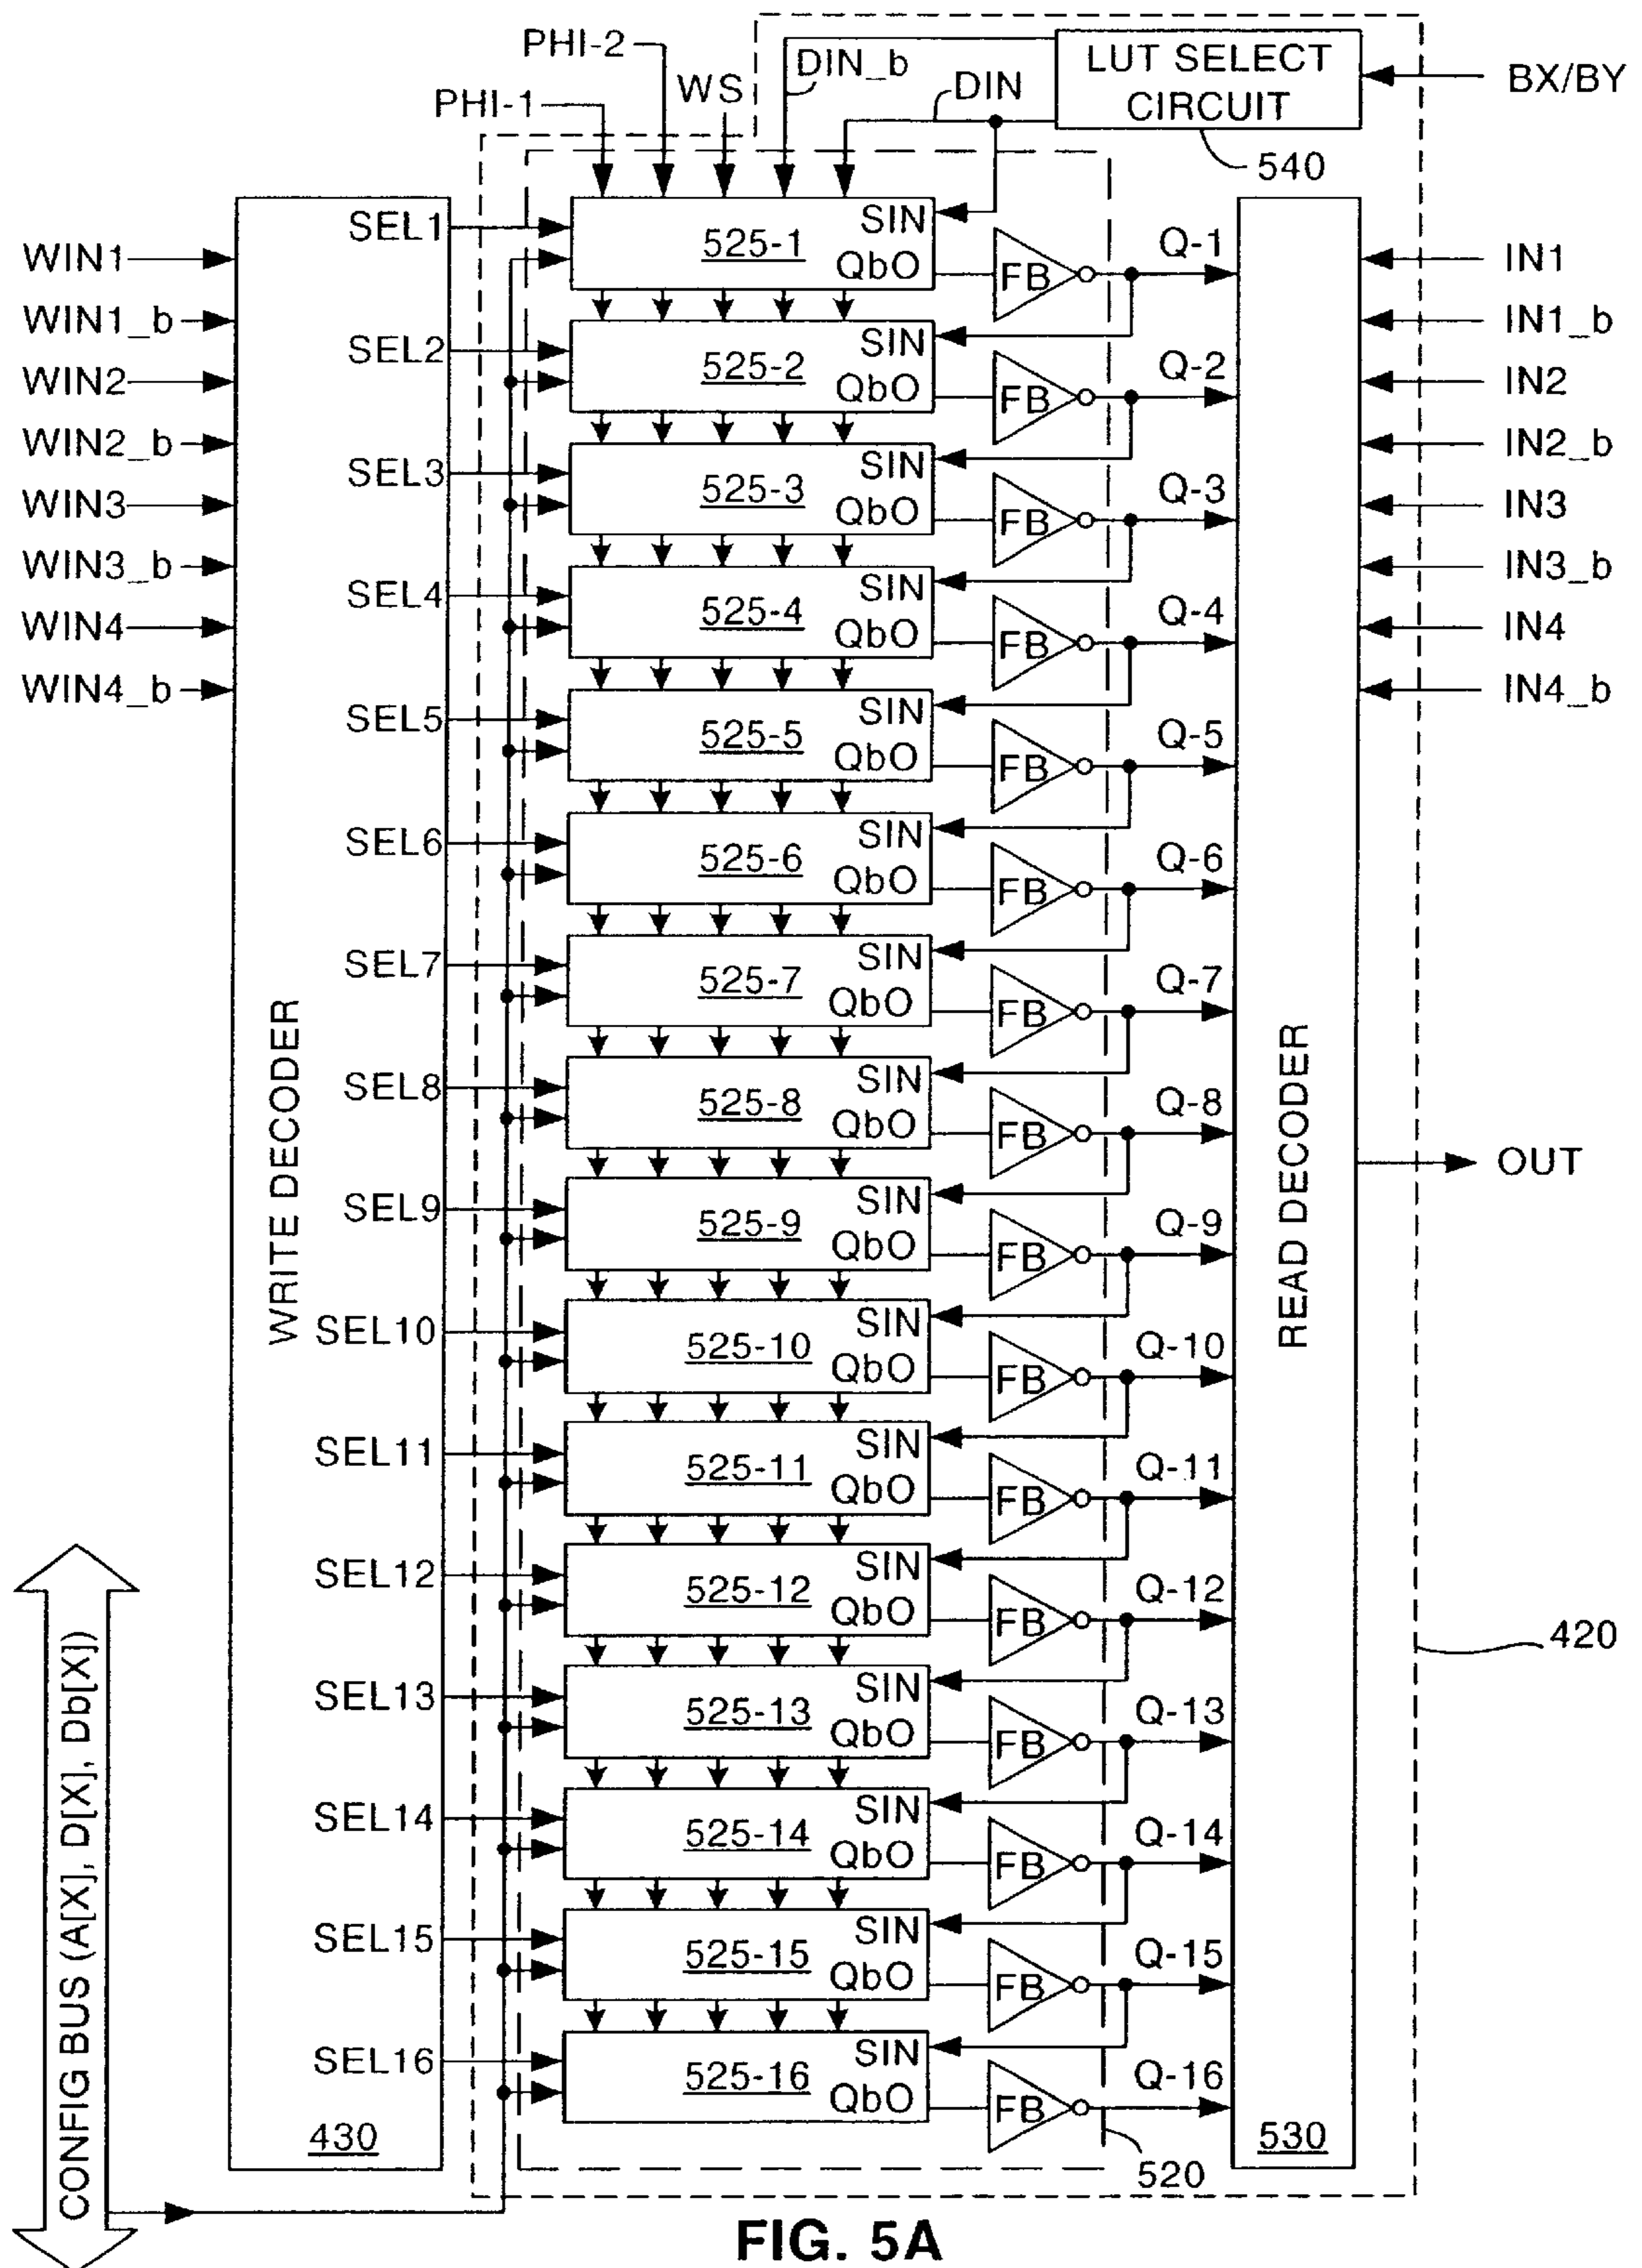 PHI-2
DIN_b
LUT SELECT
CIRCUIT
BX/BY
PHI-1
WS
DIN
540
WIN1
WIN1_b
WIN2
WIN2_b
WIN3
WIN3_b
WIN4
WIN4_b
SEL1
SEL2
SEL3
SEL4
SEL5
SEL6
SEL7
SEL8
SEL9
SEL10
SEL11
SEL12
SEL13
SEL14
SEL15
SEL16
WRITE DECODER
430
CONFIG BUS (A[X], D[X], Db[X])
525-1
SIN
QbO
FB
Q-1
525-2
SIN
QbO
FB
Q-2
525-3
SIN
QbO
FB
Q-3
525-4
SIN
QbO
FB
Q-4
525-5
SIN
QbO
FB
Q-5
525-6
SIN
QbO
FB
Q-6
525-7
SIN
QbO
FB
Q-7
525-8
SIN
QbO
FB
Q-8
525-9
SIN
QbO
FB
Q-9
525-10
SIN
QbO
FB
Q-10
525-11
SIN
QbO
FB
Q-11
525-12
SIN
QbO
FB
Q-12
525-13
SIN
QbO
FB
Q-13
525-14
SIN
QbO
FB
Q-14
525-15
SIN
QbO
FB
Q-15
525-16
SIN
QbO
FB
Q-16
520
READ DECODER
530
IN1
IN1_b
IN2
IN2_b
IN3
IN3_b
IN4
IN4_b
OUT
420
FIG. 5A